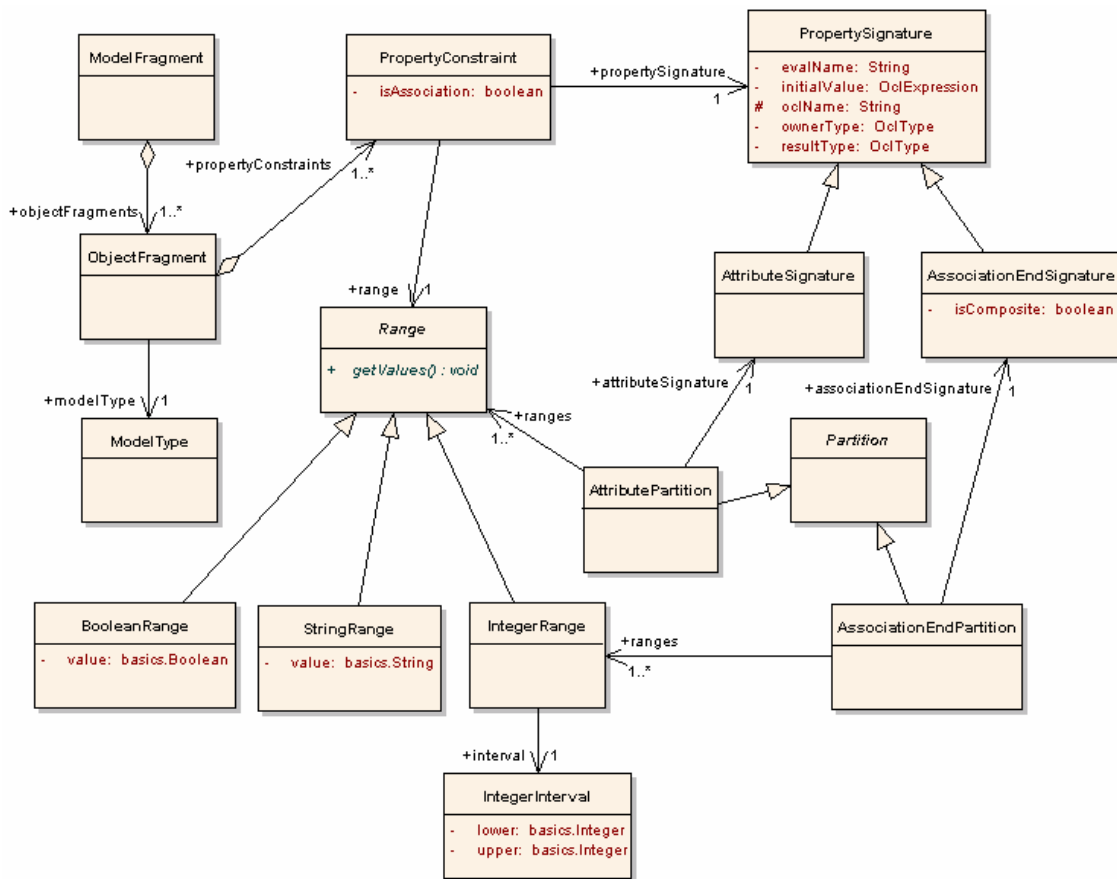 ModelFragment
PropertyConstraint
- isAssociation: boolean
PropertySignature
- evalName: String
- initialValue: OclExpression
# oclName: String
- ownerType: OclType
- resultType: OclType
+propertySignature
1
+propertyConstraints
1..*
+objectFragments
1..*
ObjectFragment
AttributeSignature
AssociationEndSignature
- isComposite: boolean
+range
1
Range
+ getValues() : void
+attributeSignature
1
+associationEndSignature
1
+modelType
1
ModelType
+ranges
1..*
Partition
AttributePartition
BooleanRange
- value: basics.Boolean
StringRange
- value: basics.String
IntegerRange
+ranges
1..*
AssociationEndPartition
+interval
1
IntegerInterval
- lower: basics.Integer
- upper: basics.Integer